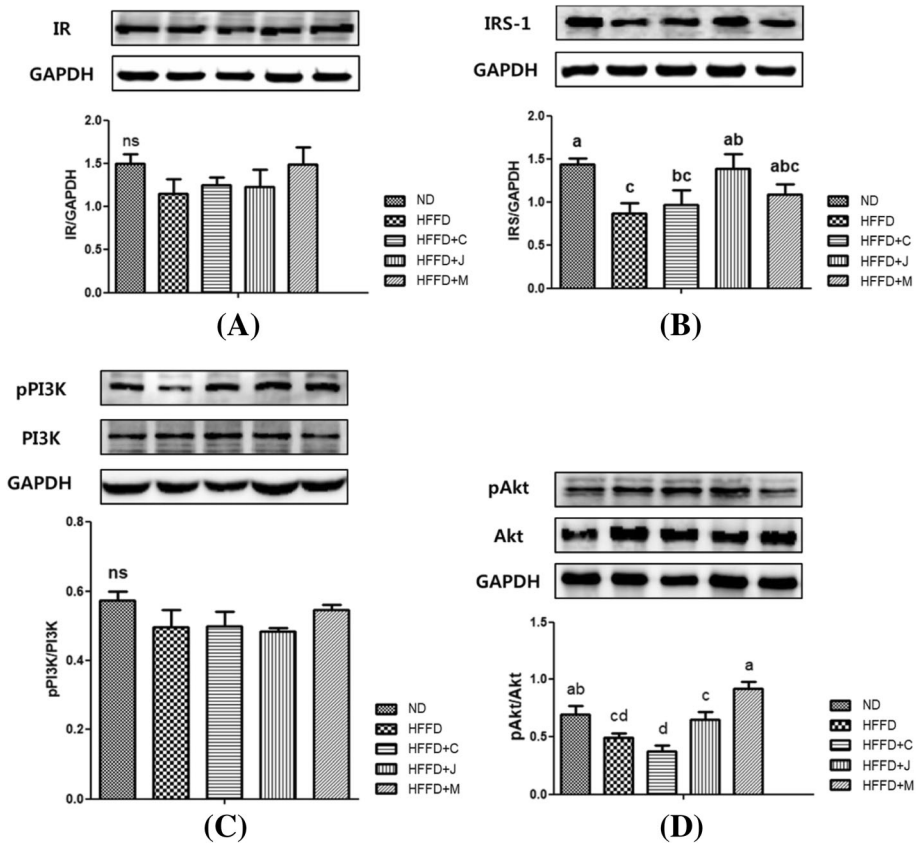 IR
GAPDH
ns
IR/GAPDH
2.0
1.5
1.0
0.5
0.0
ND
HFFD
HFFD+C
HFFD+J
HFFD+M
(A)
IRS-1
GAPDH
a
c
bc
ab
abc
IRS/GAPDH
2.0
1.5
1.0
0.5
0.0
ND
HFFD
HFFD+C
HFFD+J
HFFD+M
(B)
pPI3K
PI3K
GAPDH
ns
pPI3K/PI3K
0.8
0.6
0.4
0.2
0.0
ND
HFFD
HFFD+C
HFFD+J
HFFD+M
(C)
pAkt
Akt
GAPDH
ab
cd
d
c
a
pAkt/Akt
1.5
1.0
0.5
0.0
ND
HFFD
HFFD+C
HFFD+J
HFFD+M
(D)